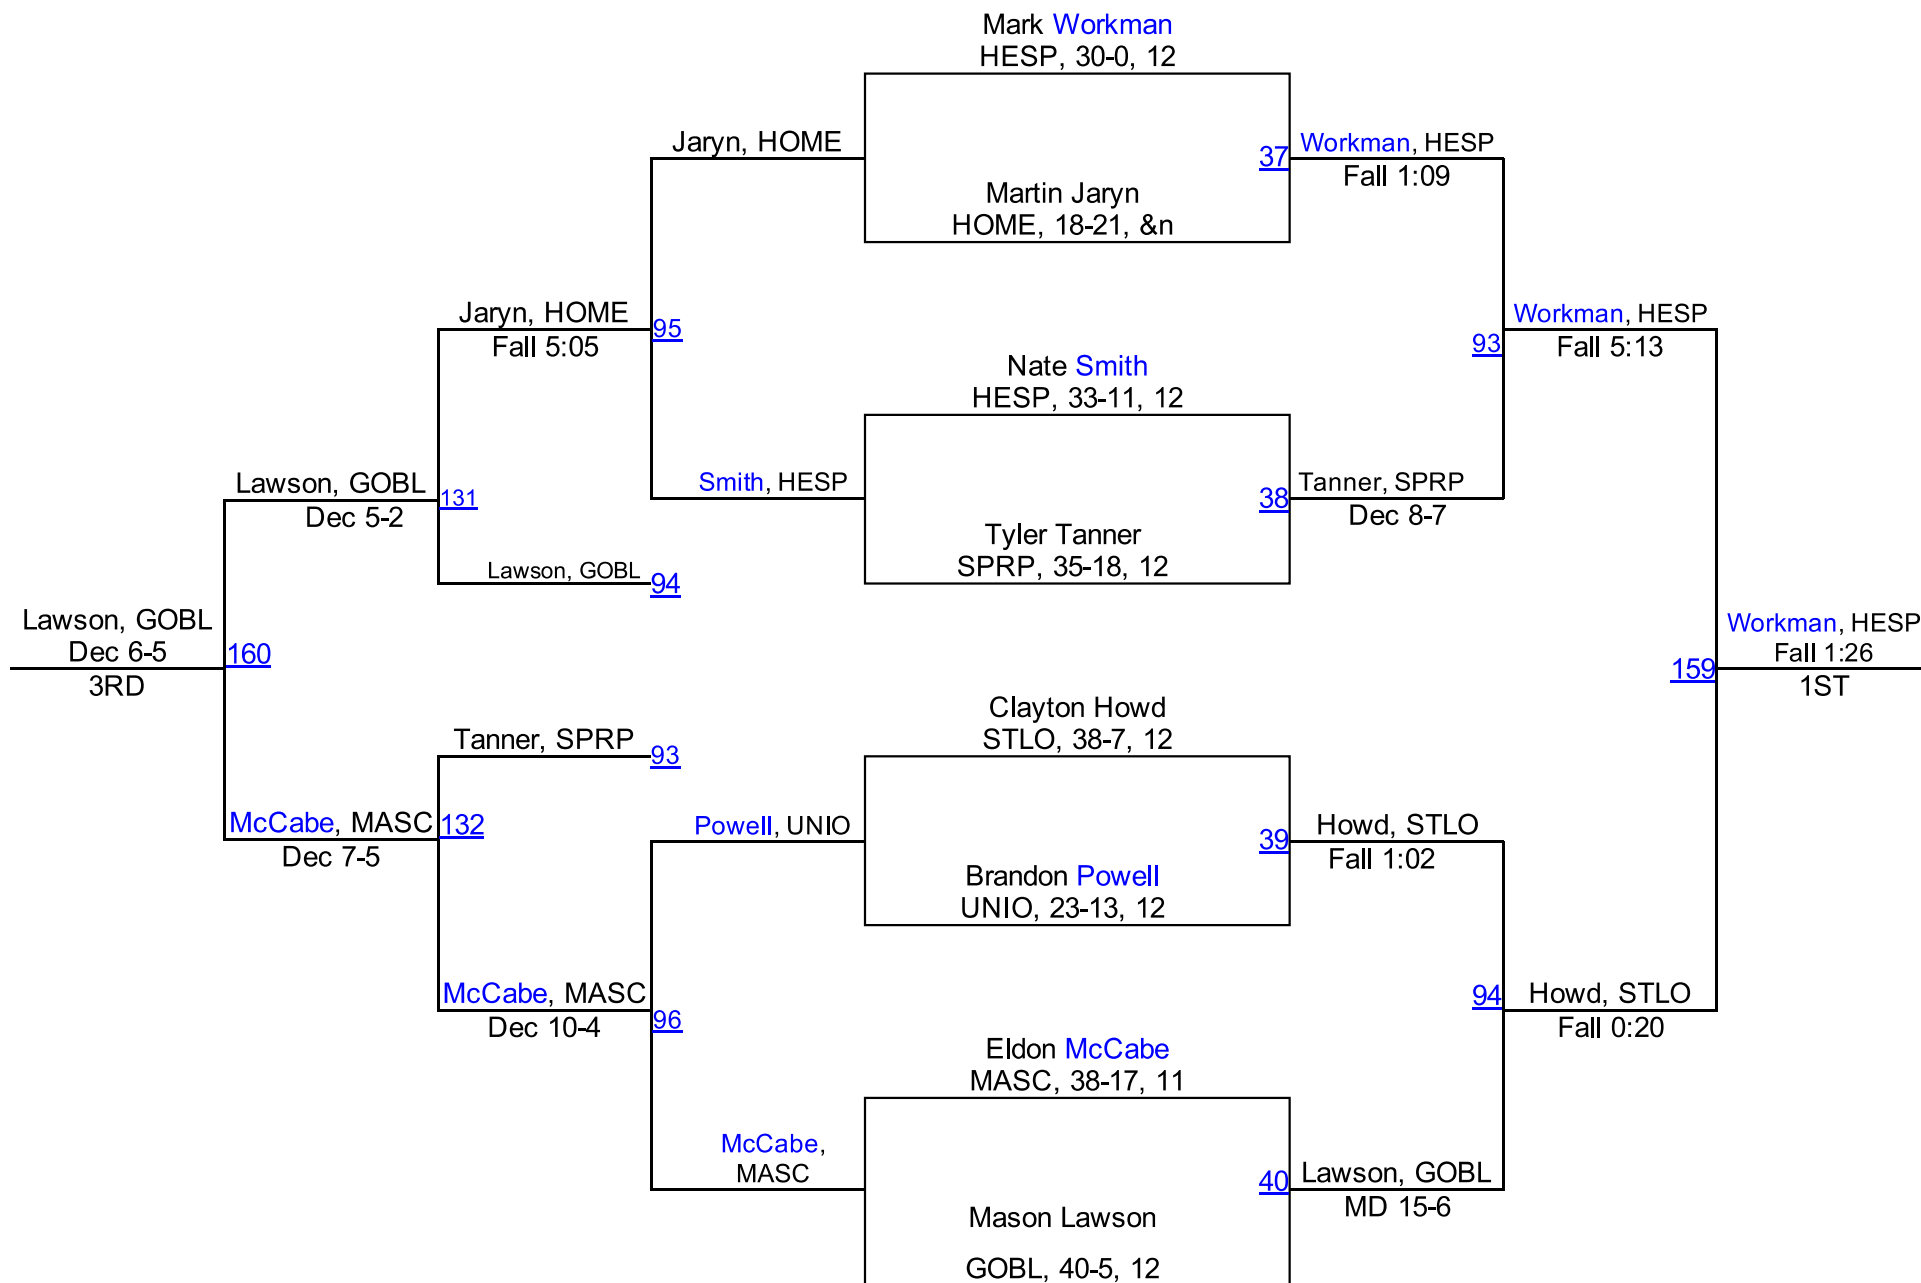 Mark Workman
HESP, 30-0, 12
Jaryn, HOME
37
Workman, HESP
Fall 1:09
Martin Jaryn
HOME, 18-21, &n
Jaryn, HOME
Fall 5:05
95
Workman, HESP
Fall 5:13
93
Nate Smith
HESP, 33-11, 12
Lawson, GOBL
Dec 5-2
131
Smith, HESP
38
Tanner, SPRP
Dec 8-7
Tyler Tanner
SPRP, 35-18, 12
Lawson, GOBL
94
Lawson, GOBL
Dec 6-5
3RD
160
Workman, HESP
Fall 1:26
1ST
159
Clayton Howd
STLO, 38-7, 12
Tanner, SPRP
93
McCabe, MASC
Dec 7-5
132
Powell, UNIO
39
Howd, STLO
Fall 1:02
Brandon Powell
UNIO, 23-13, 12
McCabe, MASC
Dec 10-4
96
94
Howd, STLO
Fall 0:20
Eldon McCabe
MASC, 38-17, 11
McCabe,
MASC
40
Lawson, GOBL
MD 15-6
Mason Lawson
GOBL, 40-5, 12